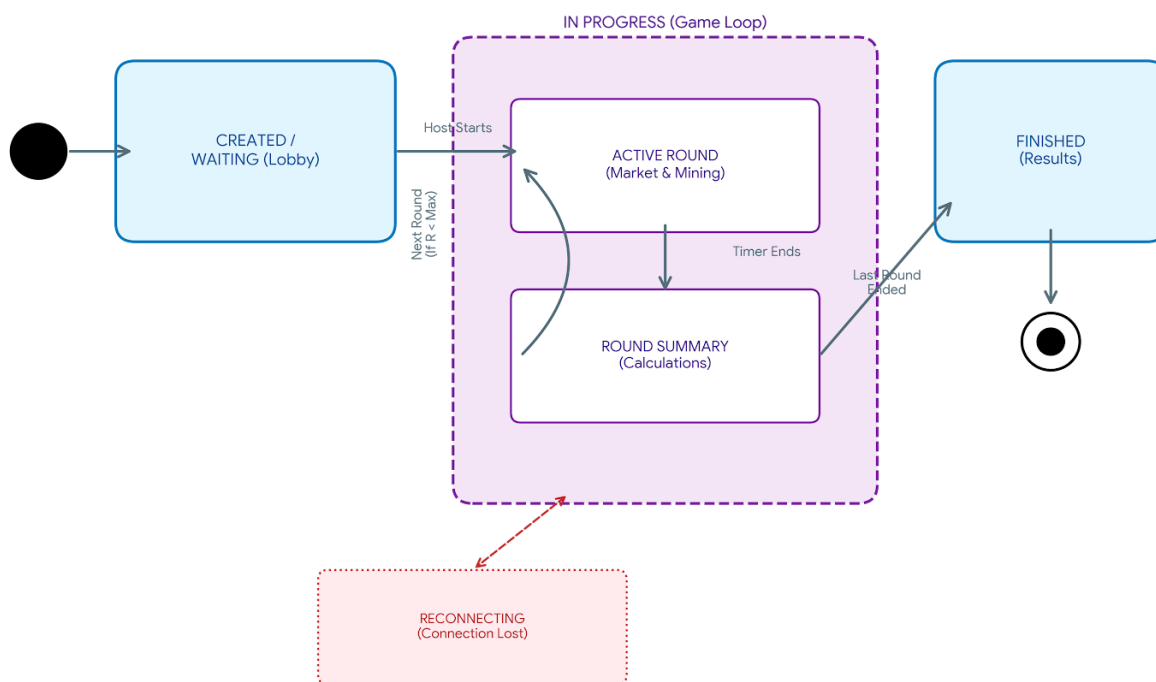 IN PROGRESS (Game Loop)
CREATED /
WAITING (Lobby)
Host Starts
Next Round
(If R < Max)
ACTIVE ROUND
(Market & Mining)
Timer Ends
ROUND SUMMARY
(Calculations)
Last Round
Ended
FINISHED
(Results)
RECONNECTING
(Connection Lost)